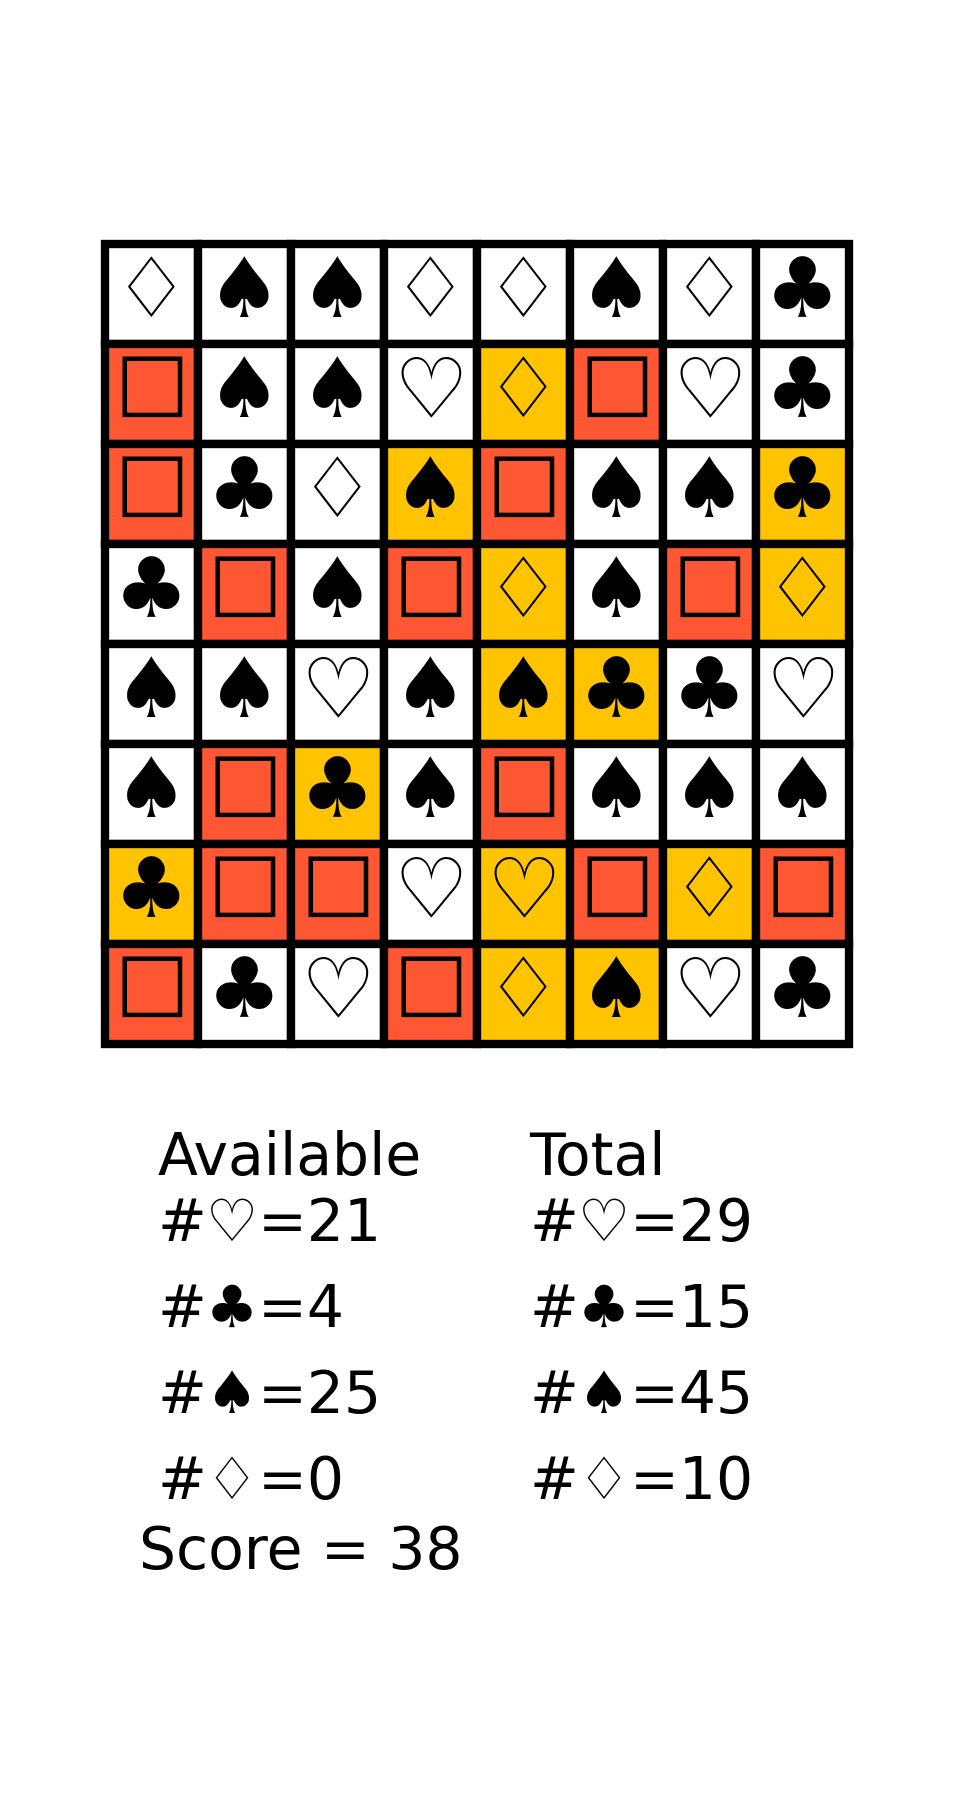 ♢ ♠ ♠ ♢ ♢ ♠ ♢ ♣
□ ♠ ♠ ♡ ♢ □ ♡ ♣
□ ♣ ♢ ♠ □ ♠ ♠ ♣
♣ □ ♠ □ ♢ ♠ □ ♢
♠ ♠ ♡ ♠ ♠ ♣ ♣ ♡
♠ □ ♣ ♠ □ ♠ ♠ ♠
♣ □ □ ♡ ♡ □ ♢ □
□ ♣ ♡ □ ♢ ♠ ♡ ♣
Available Total
#♡=21 #♡=29
#♣=4 #♣=15
#♠=25 #♠=45
#♢=0 #♢=10
Score = 38